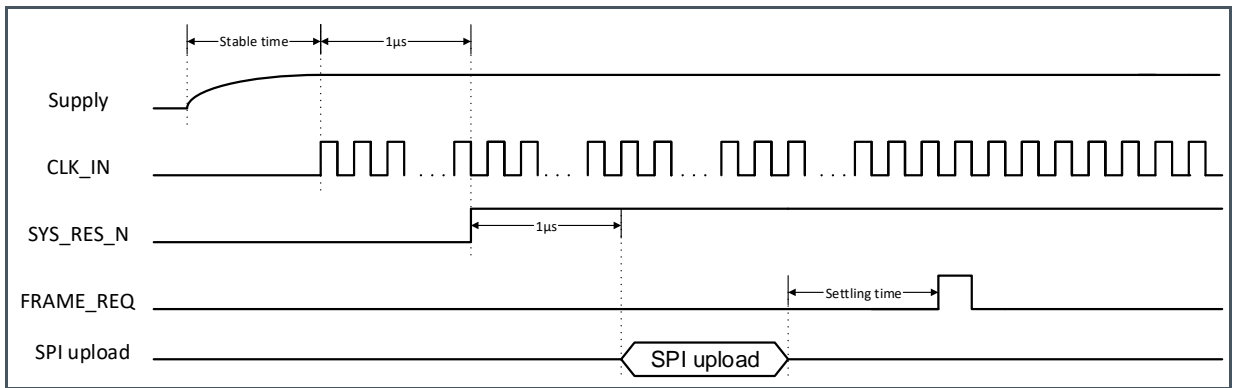 Stable time 1µs
Supply
CLK_IN
. . . . . . . . . . . .
SYS_RES_N
1µs
FRAME_REQ
Settling time
SPI upload
SPI upload